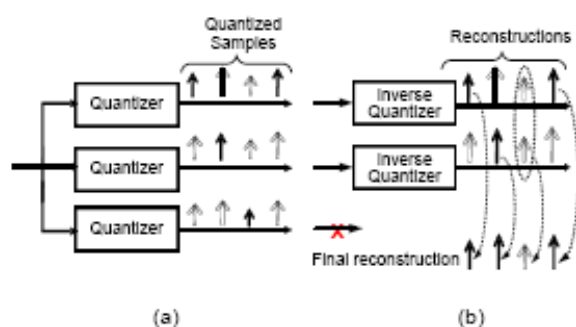 Quantized
Samples
Reconstructions
Quantizer
Quantizer
Quantizer
Inverse
Quantizer
Inverse
Quantizer
x
Final reconstruction
(a)
(b)